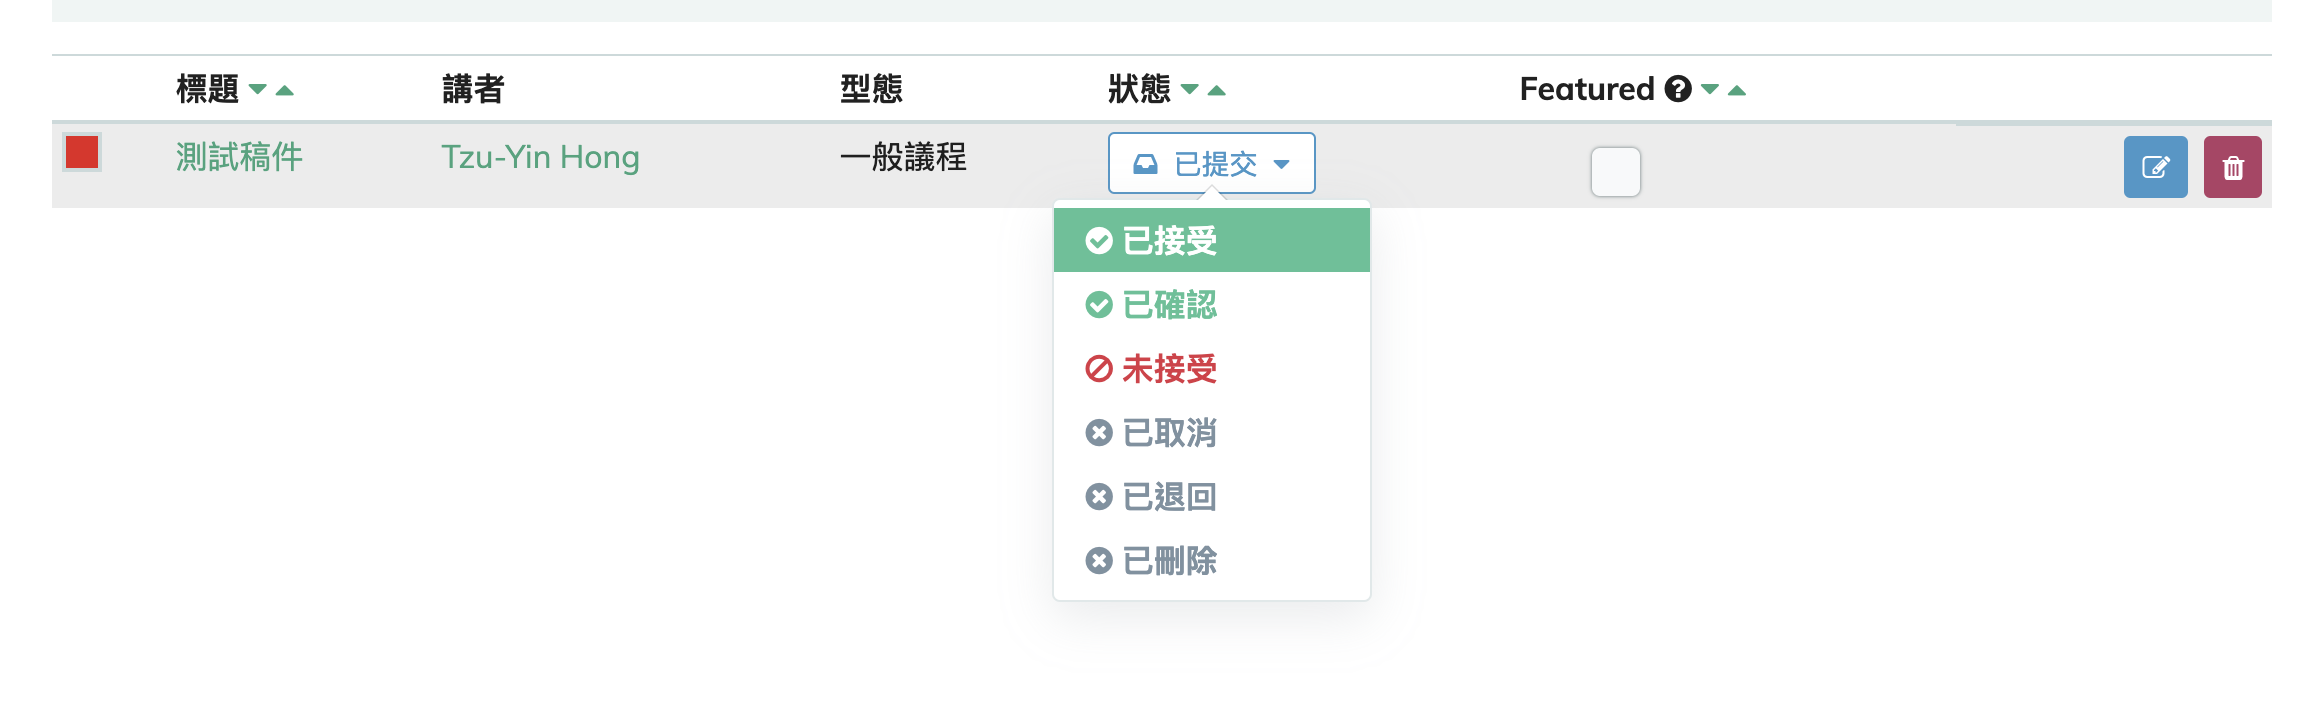 標題 講者 型態 狀態 Featured
測試稿件 Tzu-Yin Hong 一般議程 已提交
已接受
已確認
未接受
已取消
已退回
已刪除